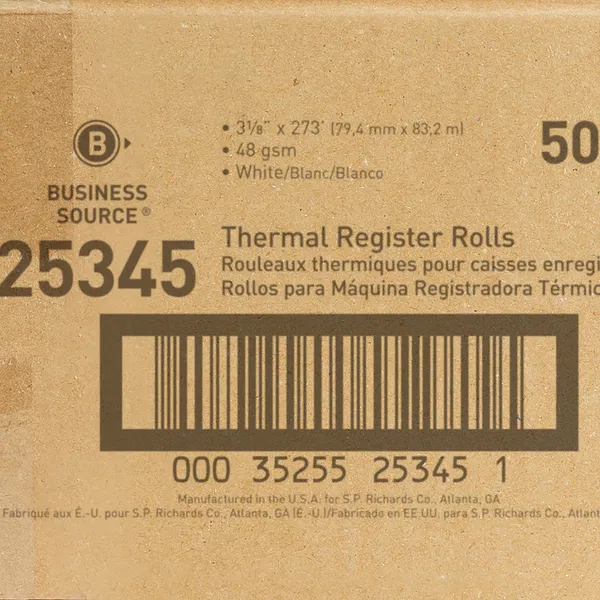 • 3⅛" x 273' (79,4 mm x 83,2 m)
• 48 gsm
• White/Blanc/Blanco
50
B
BUSINESS
SOURCE®
25345
Thermal Register Rolls
Rouleaux thermiques pour caisses enregi
Rollos para Máquina Registradora Térmic
000 35255 25345 1
Manufactured in the U.S.A. for S.P. Richards Co., Atlanta, GA
Fabriqué aux É.-U. pour S.P. Richards Co., Atlanta, GA (É.-U.)/Fabricado en EE.UU. para S.P. Richards Co., Atlant